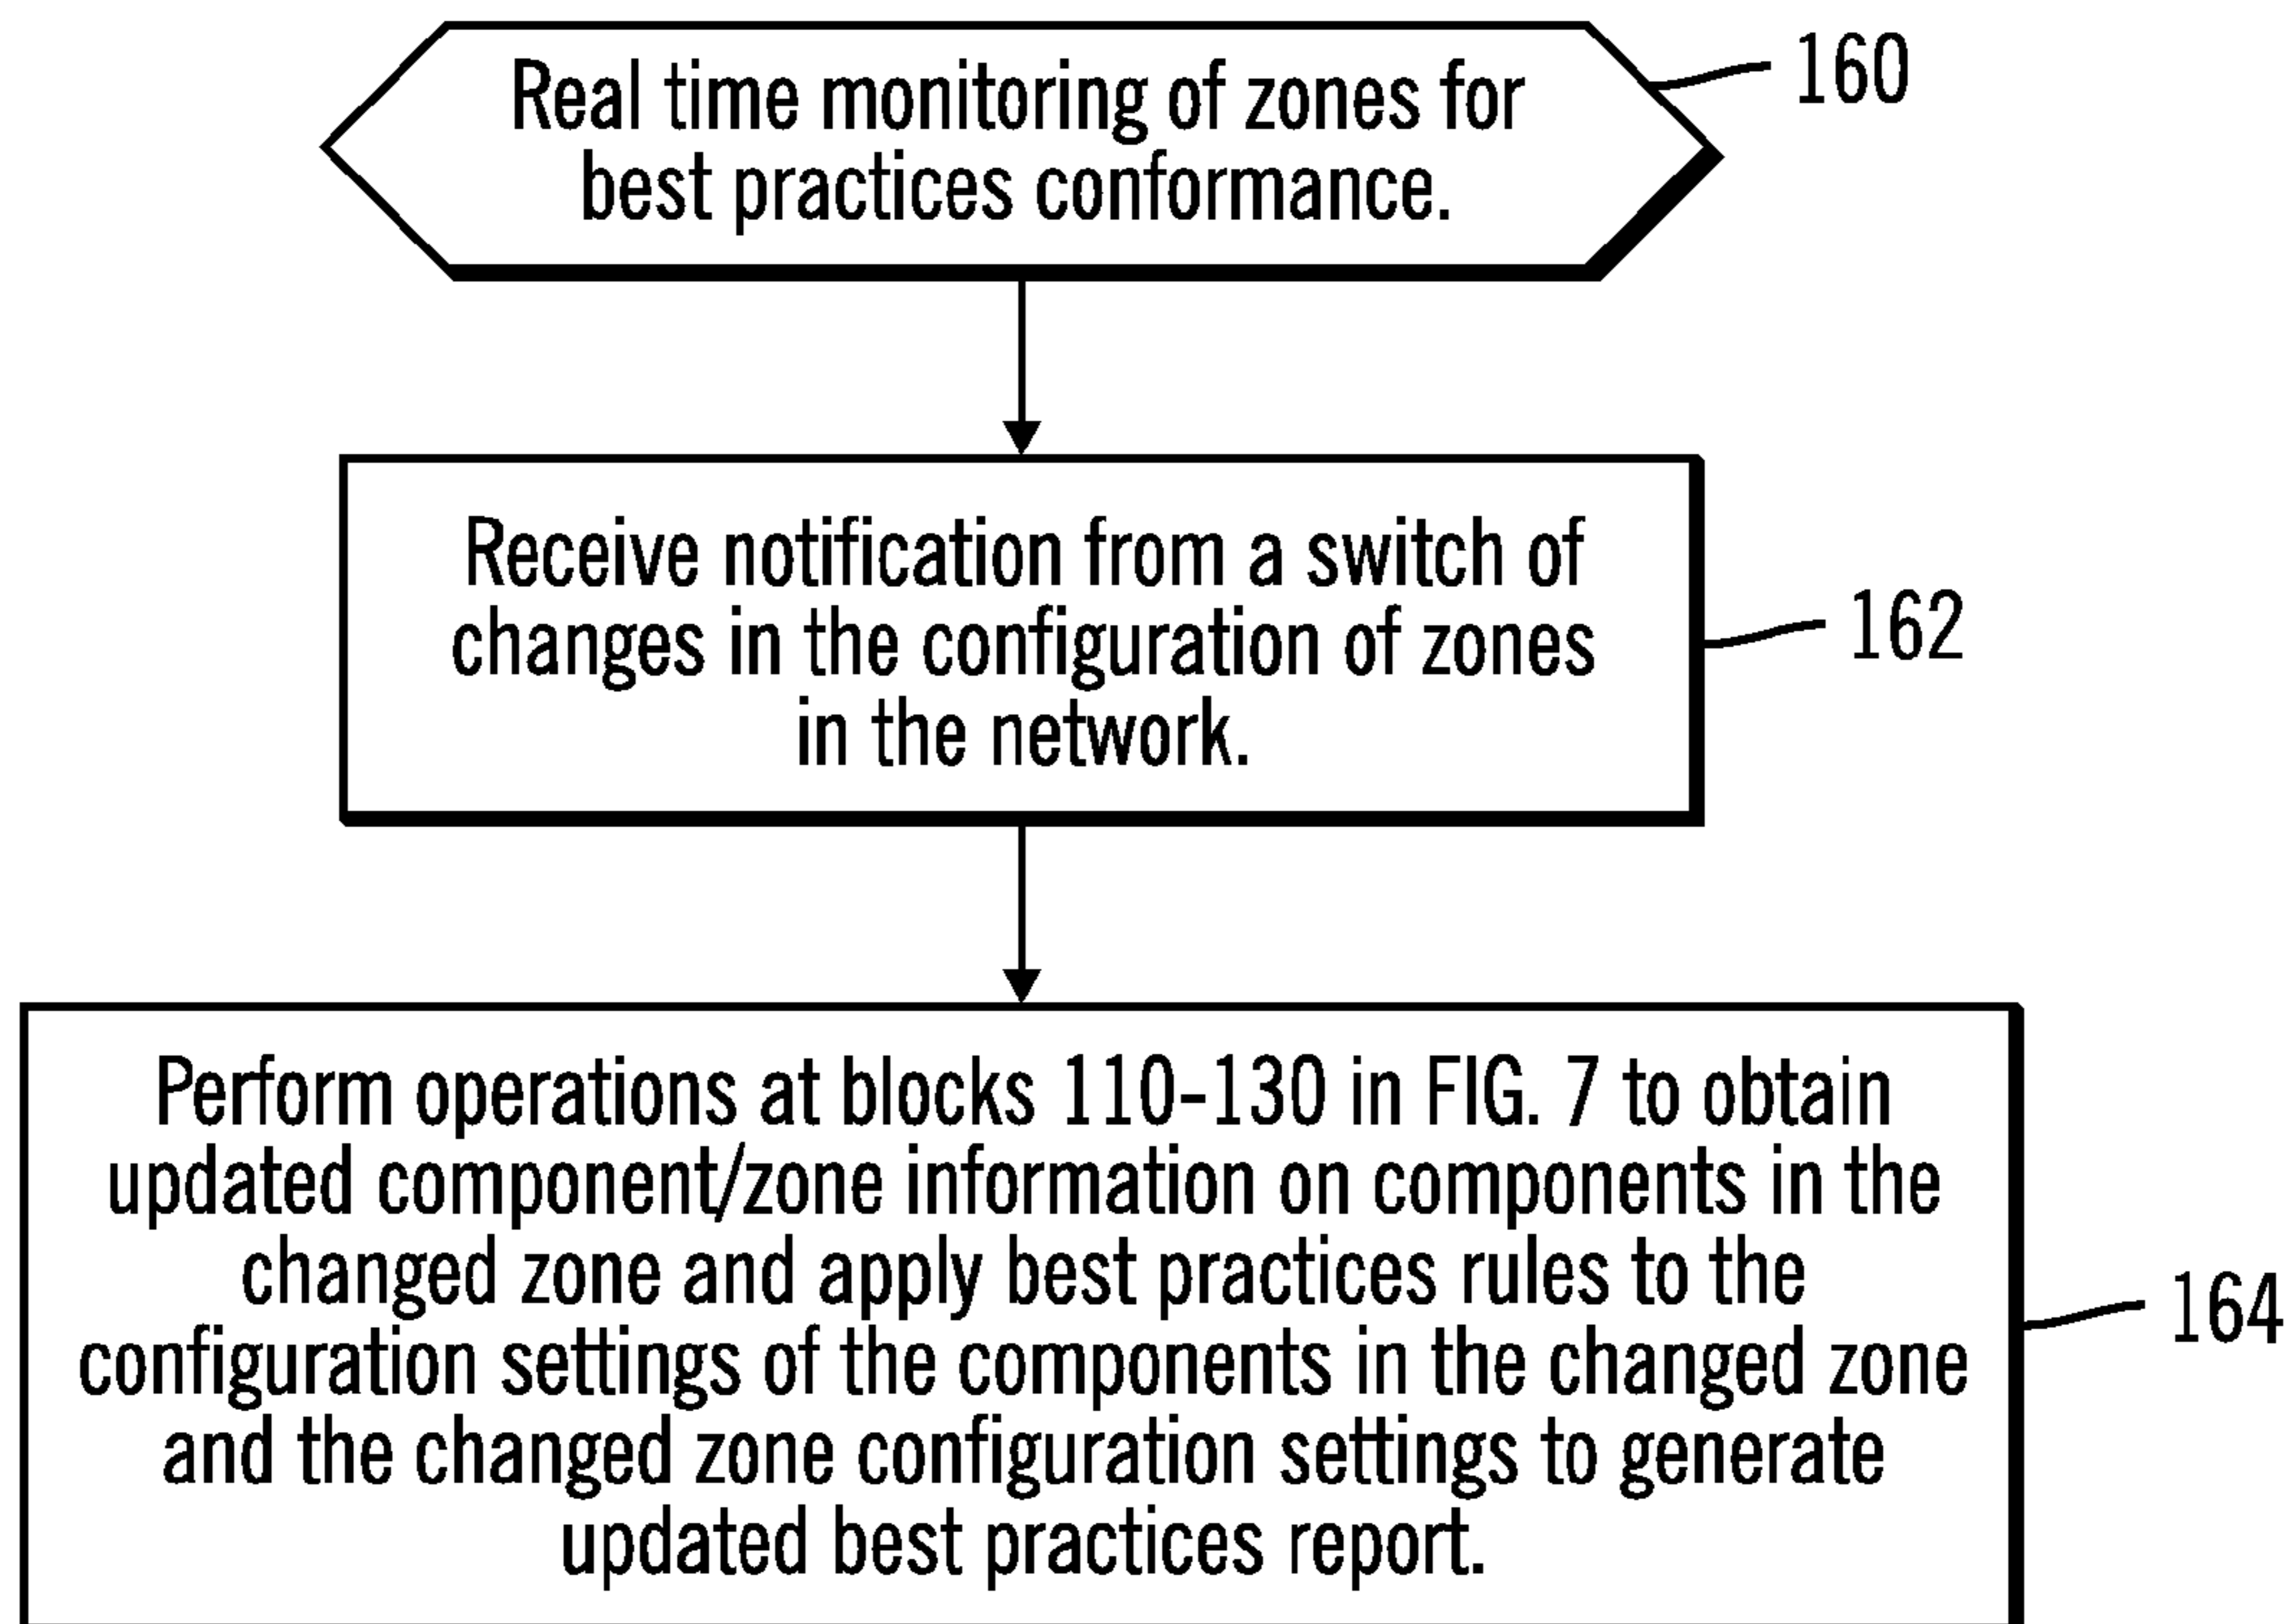 Real time monitoring of zones for
best practices conformance.
160
Receive notification from a switch of
changes in the configuration of zones
in the network.
162
Perform operations at blocks 110-130 in FIG. 7 to obtain
updated component/zone information on components in the
changed zone and apply best practices rules to the
configuration settings of the components in the changed zone
and the changed zone configuration settings to generate
updated best practices report.
164